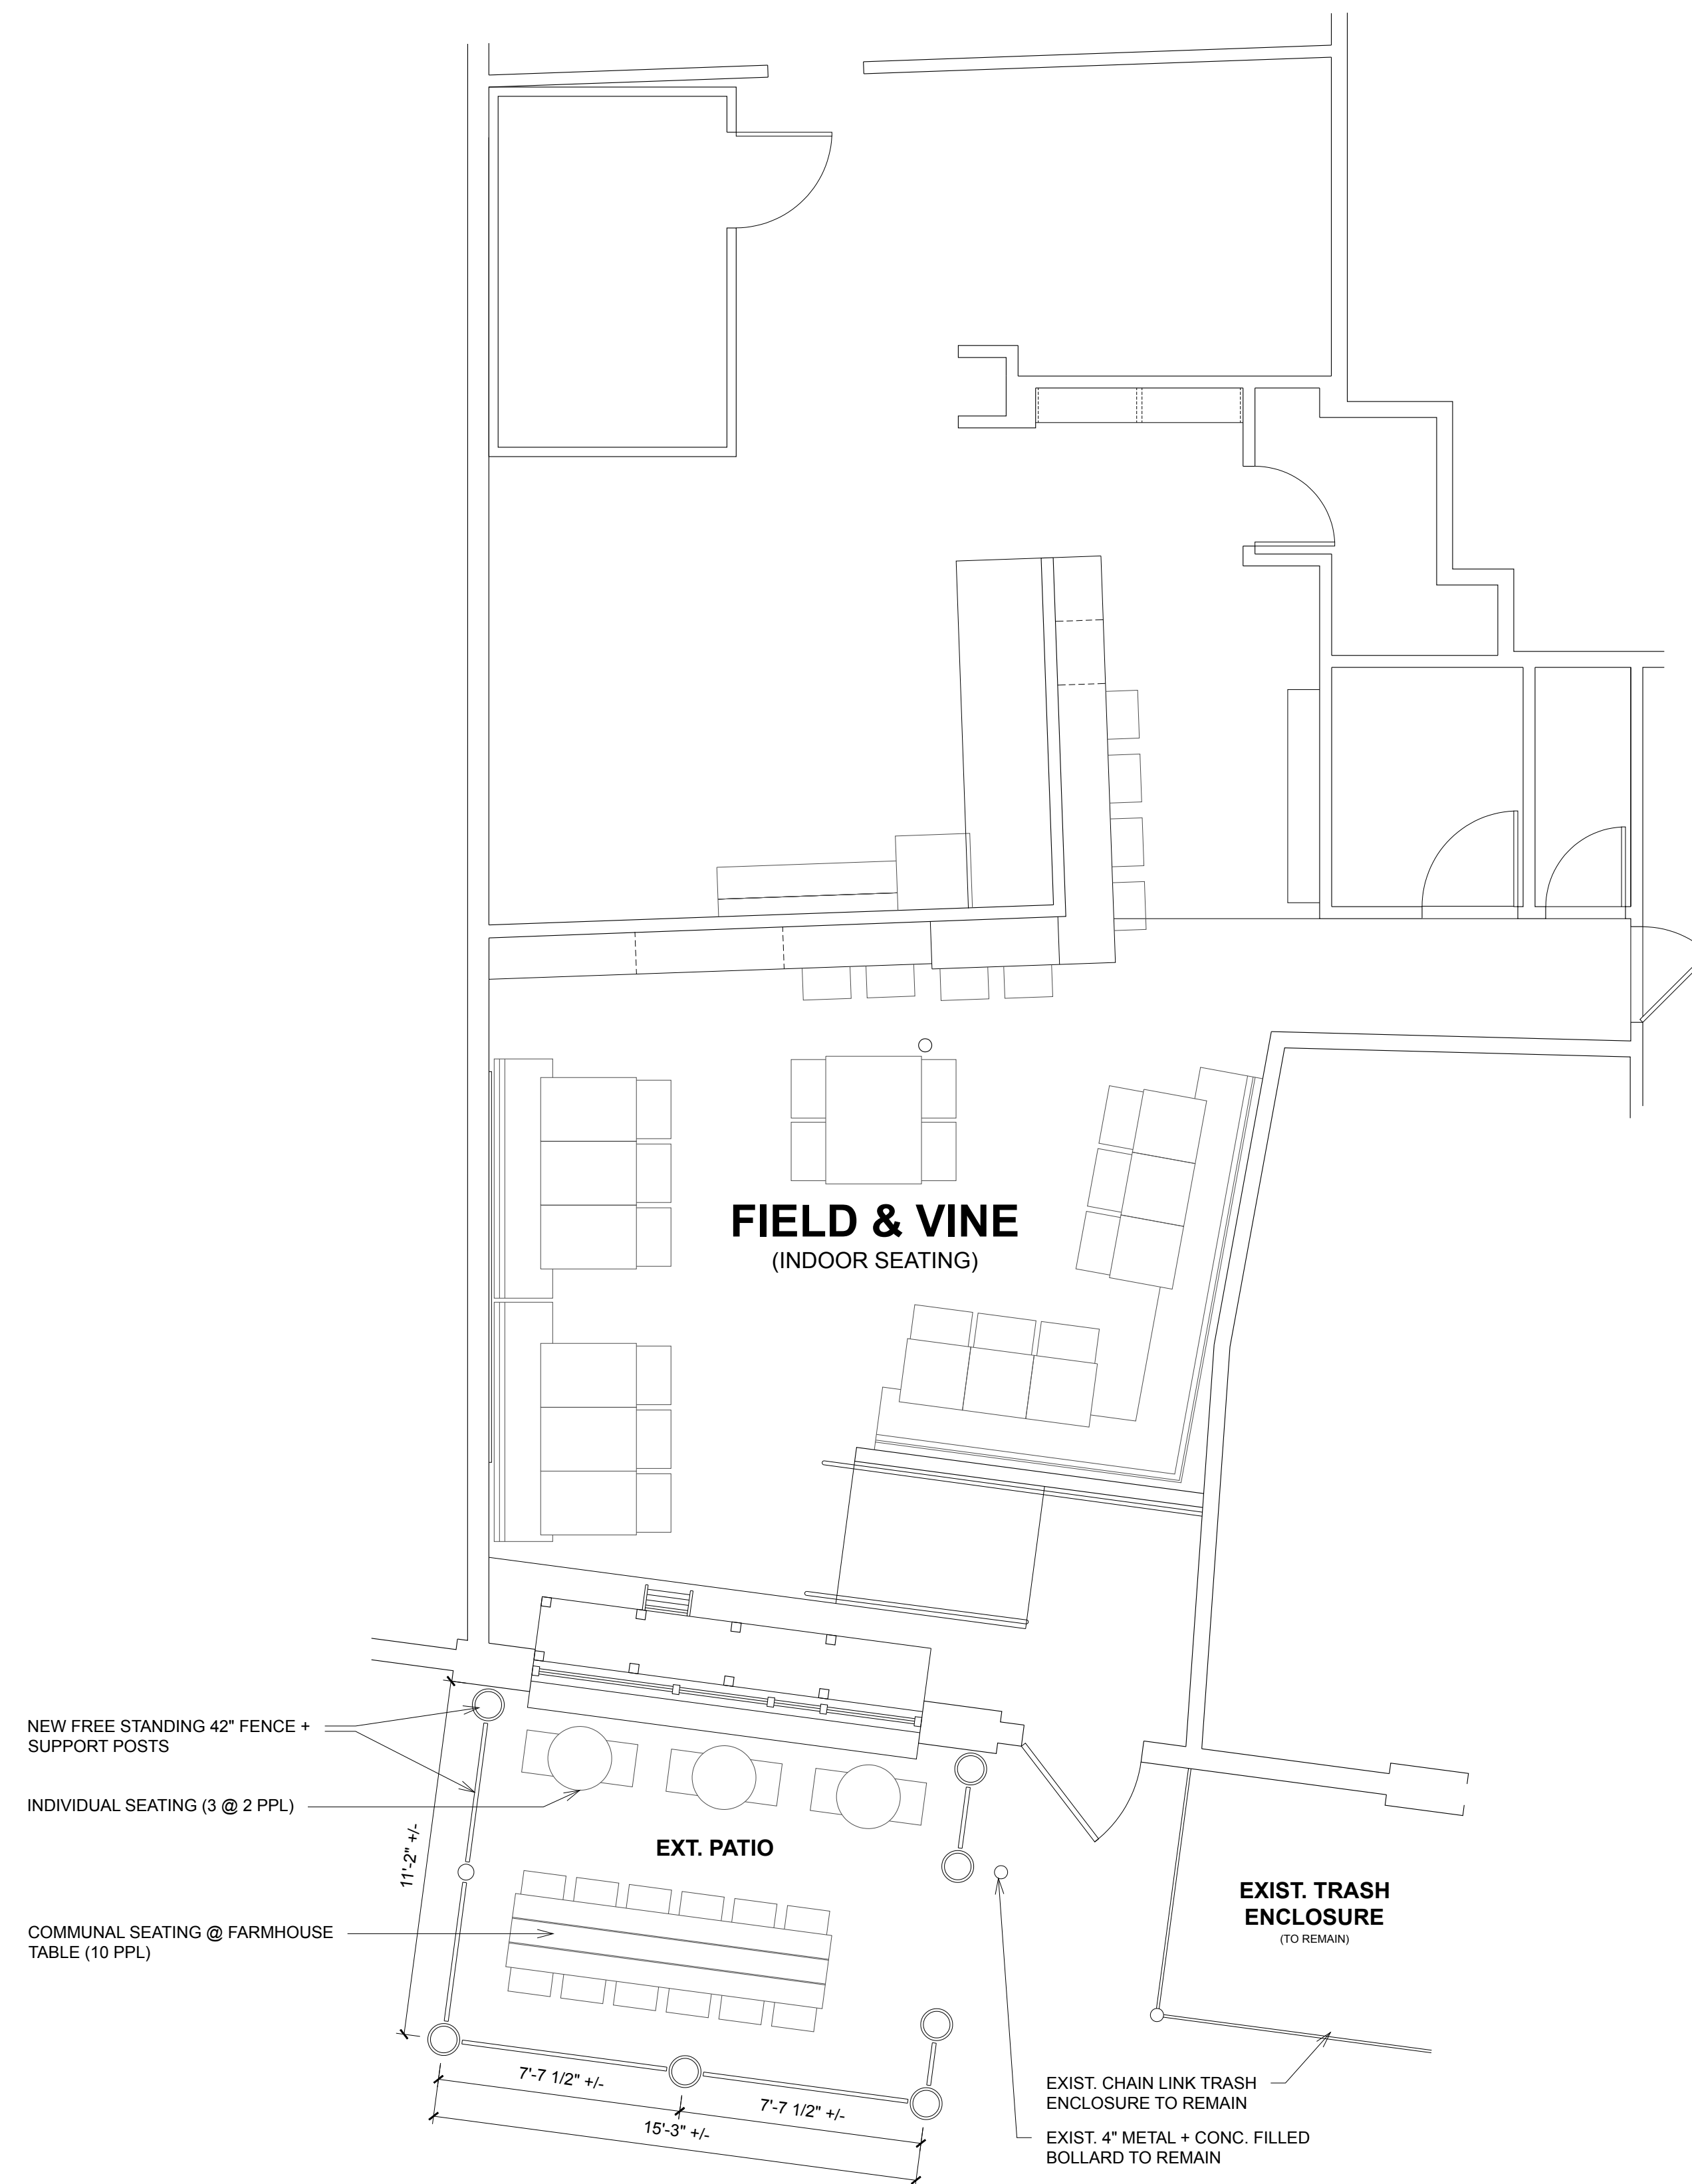 FIELD & VINE
(INDOOR SEATING)
NEW FREE STANDING 42" FENCE +
SUPPORT POSTS
INDIVIDUAL SEATING (3 @ 2 PPL)
11'-2" +/-
EXT. PATIO
COMMUNAL SEATING @ FARMHOUSE
TABLE (10 PPL)
EXIST. TRASH
ENCLOSURE
(TO REMAIN)
7'-7 1/2" +/-
7'-7 1/2" +/-
15'-3" +/-
EXIST. CHAIN LINK TRASH
ENCLOSURE TO REMAIN
EXIST. 4" METAL + CONC. FILLED
BOLLARD TO REMAIN